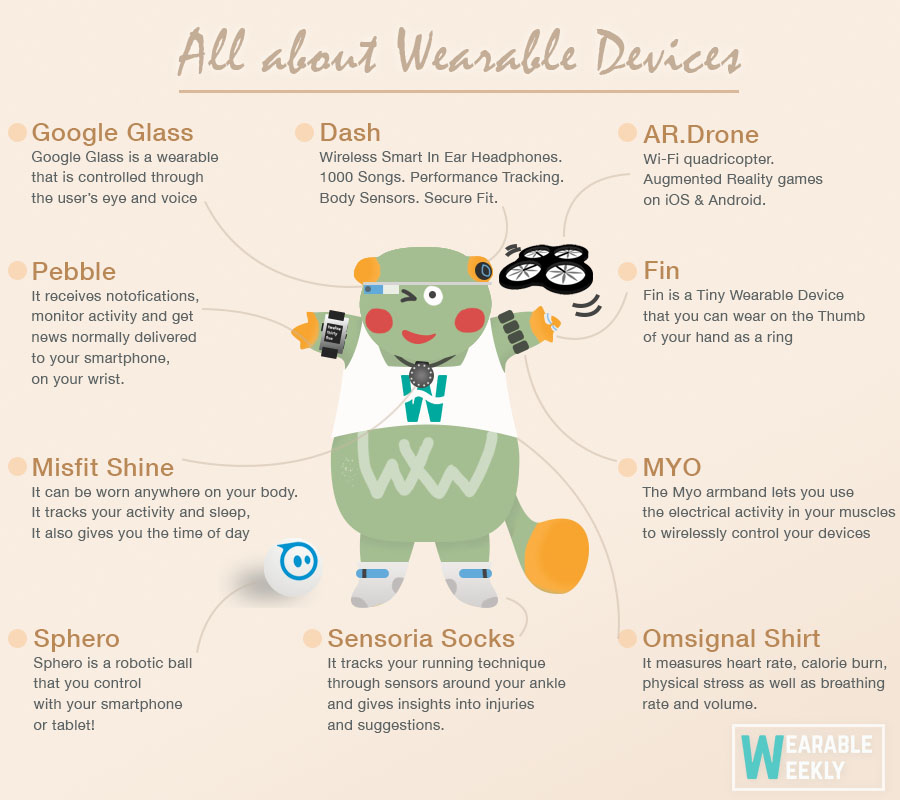 All about Wearable Devices
Google Glass
Google Glass is a wearable
that is controlled through
the user's eye and voice
Dash
Wireless Smart In Ear Headphones.
1000 Songs. Performance Tracking.
Body Sensors. Secure Fit.
AR.Drone
Wi-Fi quadricopter.
Augmented Reality games
on iOS & Android.
Pebble
It receives notofications,
monitor activity and get
news normally delivered
to your smartphone,
on your wrist.
Fin
Fin is a Tiny Wearable Device
that you can wear on the Thumb
of your hand as a ring
W
WW
Misfit Shine
It can be worn anywhere on your body.
It tracks your activity and sleep,
It also gives you the time of day
MYO
The Myo armband lets you use
the electrical activity in your muscles
to wirelessly control your devices
Sphero
Sphero is a robotic ball
that you control
with your smartphone
or tablet!
Sensoria Socks
It tracks your running technique
through sensors around your ankle
and gives insights into injuries
and suggestions.
Omsignal Shirt
It measures heart rate, calorie burn,
physical stress as well as breathing
rate and volume.
WEARABLE
WEEKLY